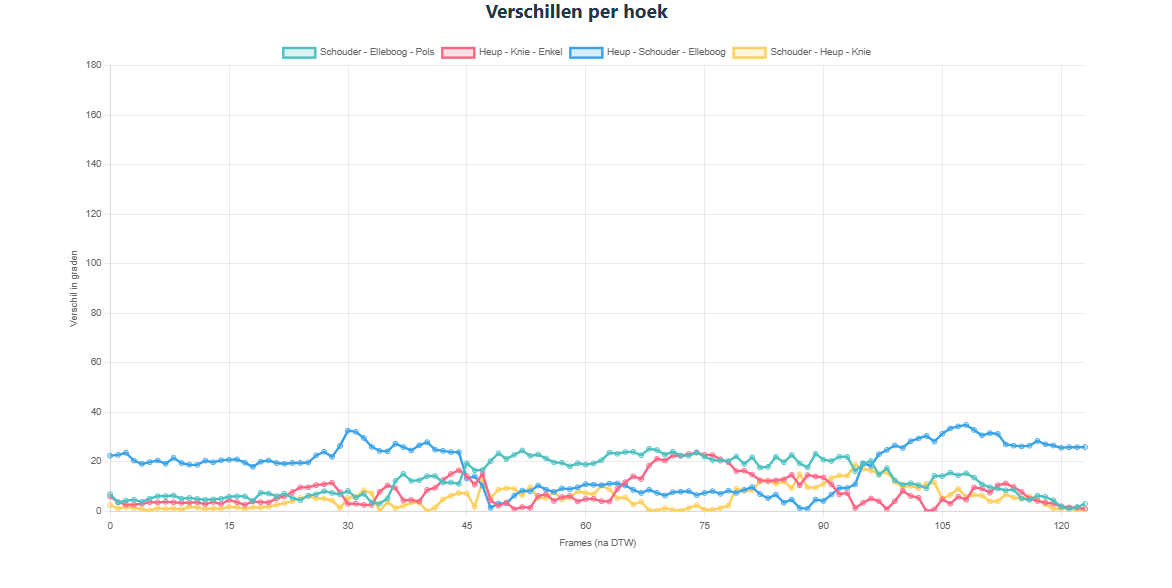 Verschillen per hoek
Schouder - Elleboog - Pols Heup - Knie - Enkel Heup - Schouder - Elleboog Schouder - Heup - Knie
180
160
140
120
100
80
60
40
20
0
Verschil in graden
0 15 30 45 60 75 90 105 120
Frames (na DTW)